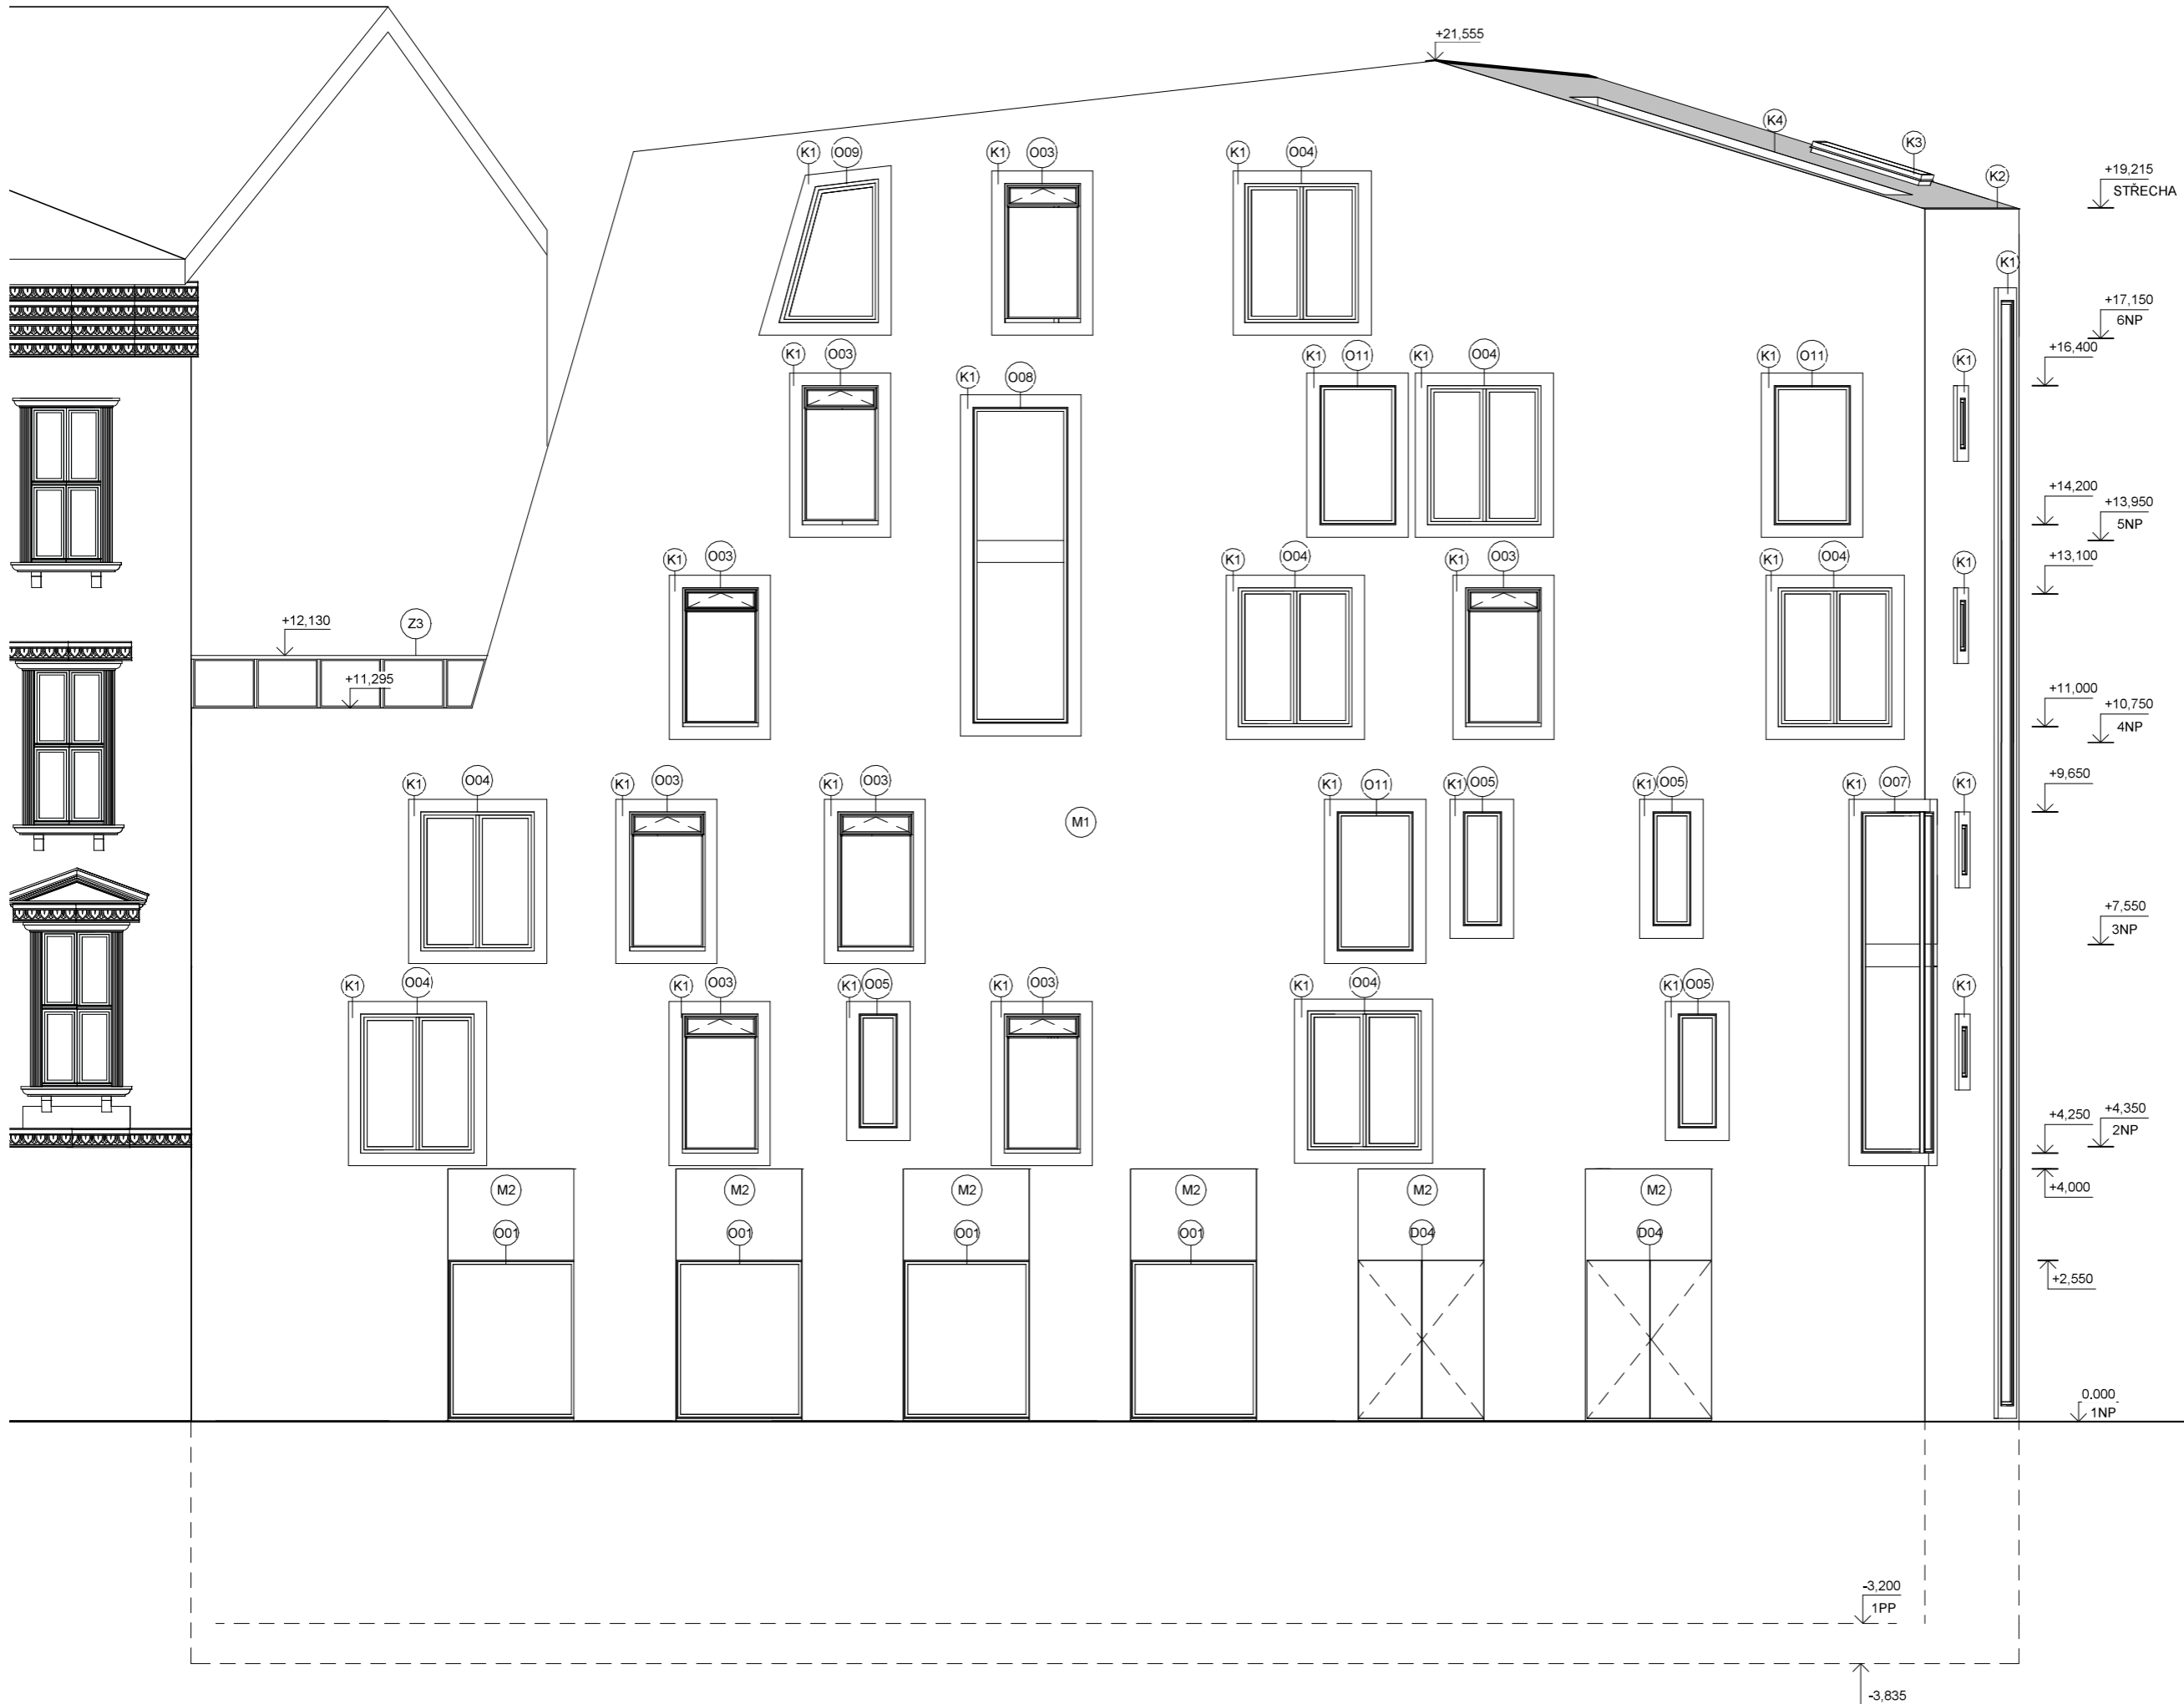 +21,555
K4
K3
K2
+19,215
STŘECHA
K1 O09 K1 O03 K1 O04
K1
+17,150
6NP
+16,400
K1 O03 K1 O08 K1 O11 K1 O04 K1 O11 K1
+14,200
+13,950
5NP
+13,100
K1 O03 K1 O04 K1 O03 K1 O04 K1
+12,130 Z3
+11,295
+11,000
+10,750
4NP
+9,650
K1 O04 K1 O03 K1 O03 M1 K1 O11 K1 O05 K1 O05 K1 O07 K1
+7,550
3NP
K1 O04 K1 O03 K1 O05 K1 O03 K1 O04 K1 O05 K1
+4,250
+4,350
2NP
M2 M2 M2 M2 M2 M2
+4,000
O01 O01 O01 O01 D04 D04
+2,550
0,000
1NP
-3,200
1PP
-3,835